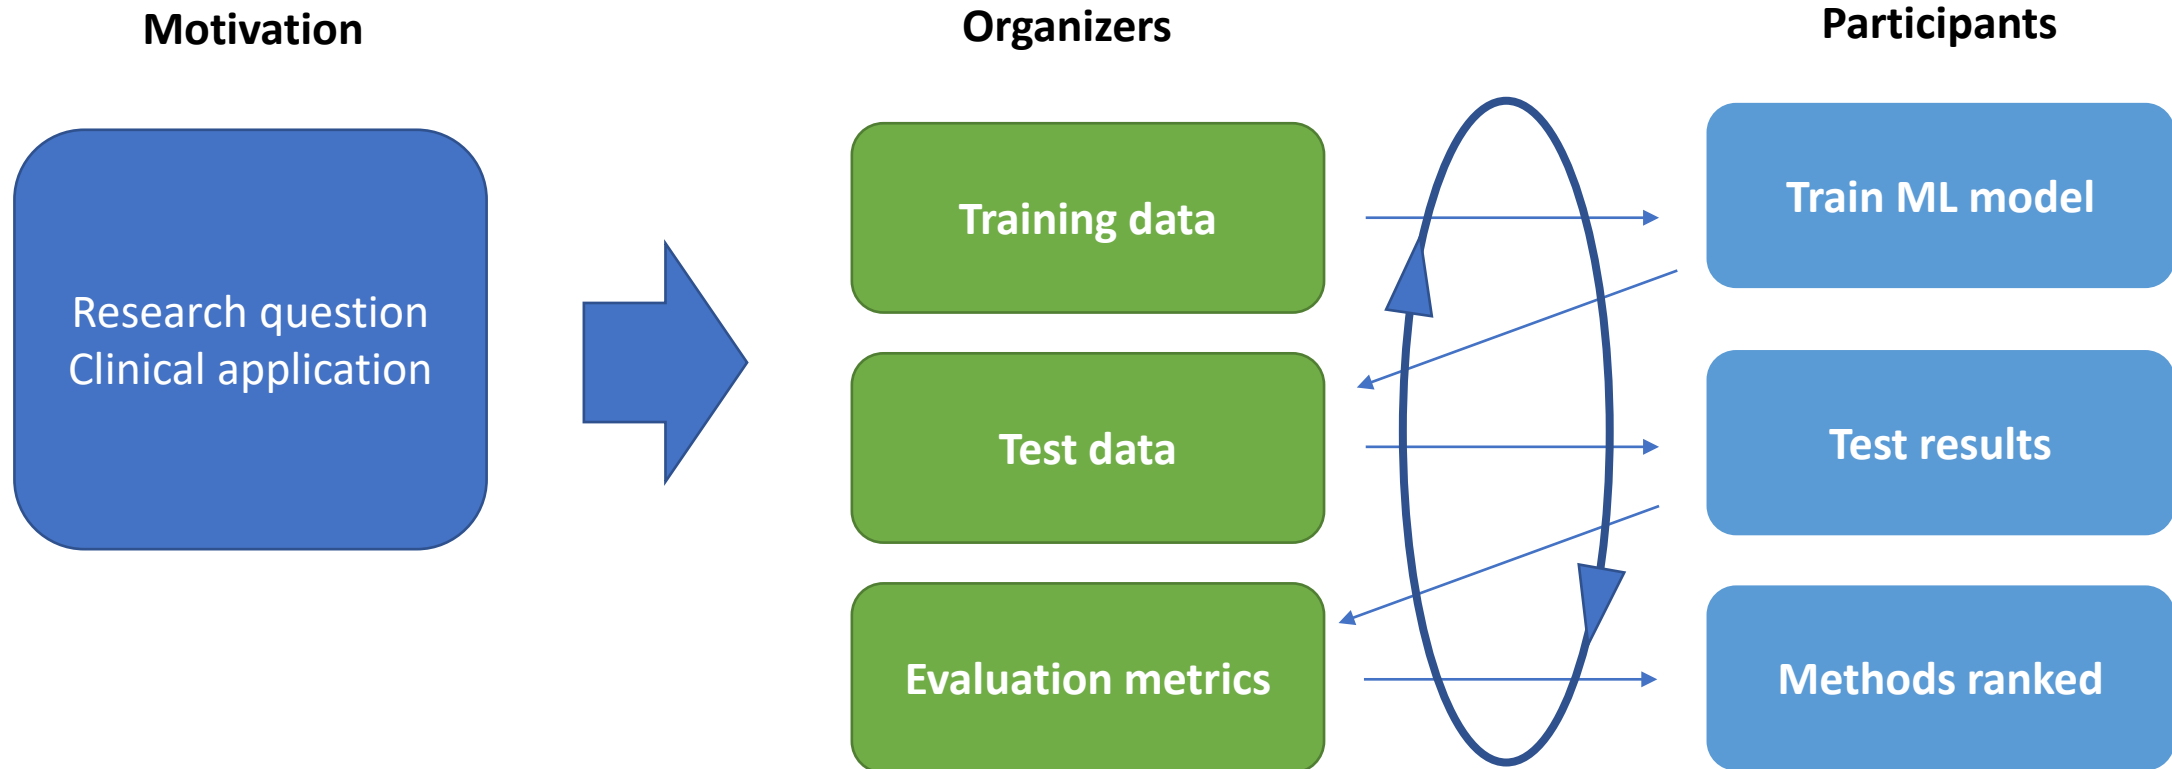 Motivation
Organizers
Participants
Research question
Clinical application
Training data
Train ML model
Test data
Test results
Evaluation metrics
Methods ranked